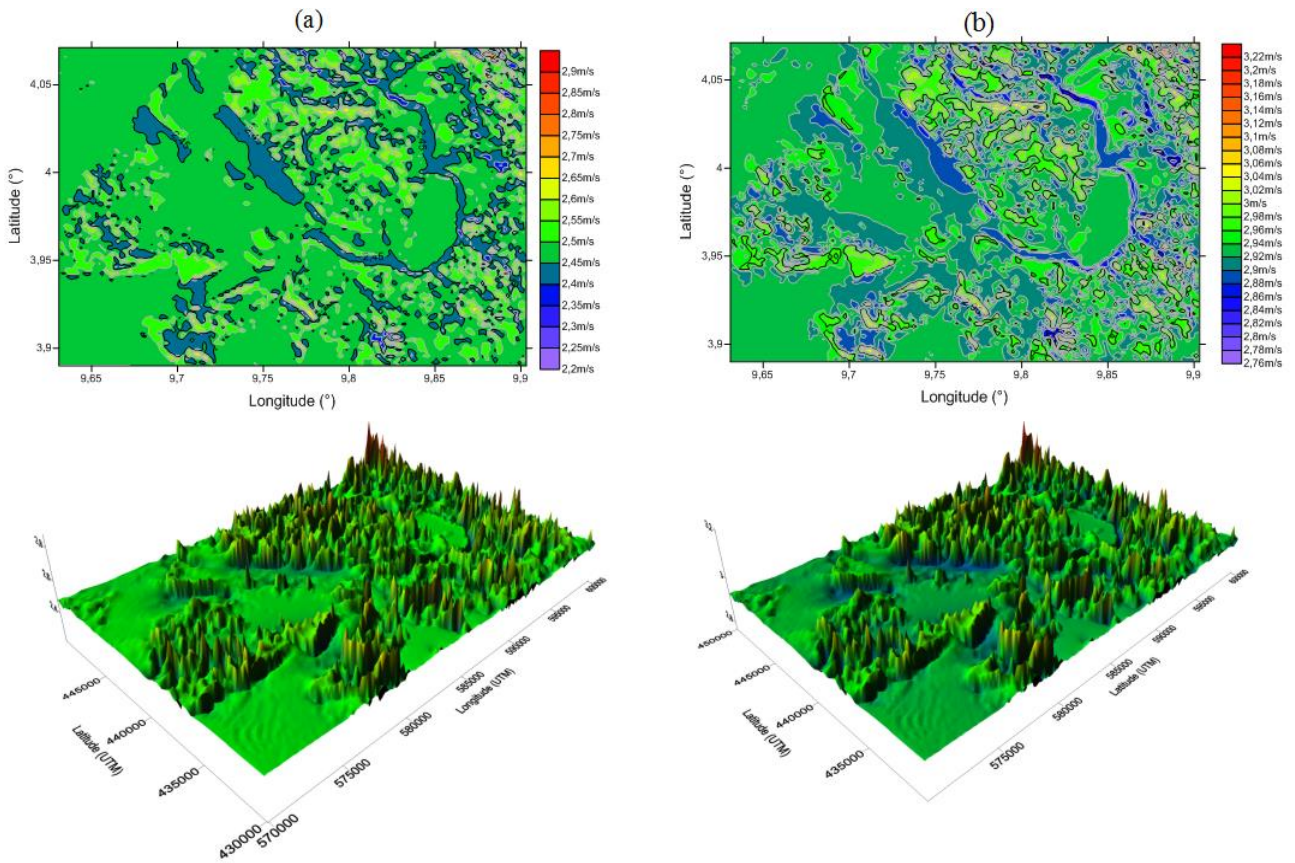 (a)
(b)
4,05
4
3,95
3,9
Latitude (°)
9,65
9,7
9,75
9,8
9,85
9,9
Longitude (°)
2,9m/s
2,85m/s
2,8m/s
2,75m/s
2,7m/s
2,65m/s
2,6m/s
2,55m/s
2,5m/s
2,45m/s
2,4m/s
2,35m/s
2,3m/s
2,25m/s
2,2m/s
4,05
4
3,95
3,9
Latitude (°)
9,65
9,7
9,75
9,8
9,85
9,9
Longitude (°)
3,22m/s
3,2m/s
3,18m/s
3,16m/s
3,14m/s
3,12m/s
3,1m/s
3,08m/s
3,06m/s
3,04m/s
3,02m/s
3m/s
2,98m/s
2,96m/s
2,94m/s
2,92m/s
2,9m/s
2,88m/s
2,86m/s
2,84m/s
2,82m/s
2,8m/s
2,78m/s
2,76m/s
445000
440000
435000
430000
Latitude (UTM)
570000
575000
580000
585000
590000
595000
600000
Longitude (UTM)
450000
445000
440000
435000
Latitude (UTM)
575000
580000
585000
590000
595000
600000
Latitude (UTM)